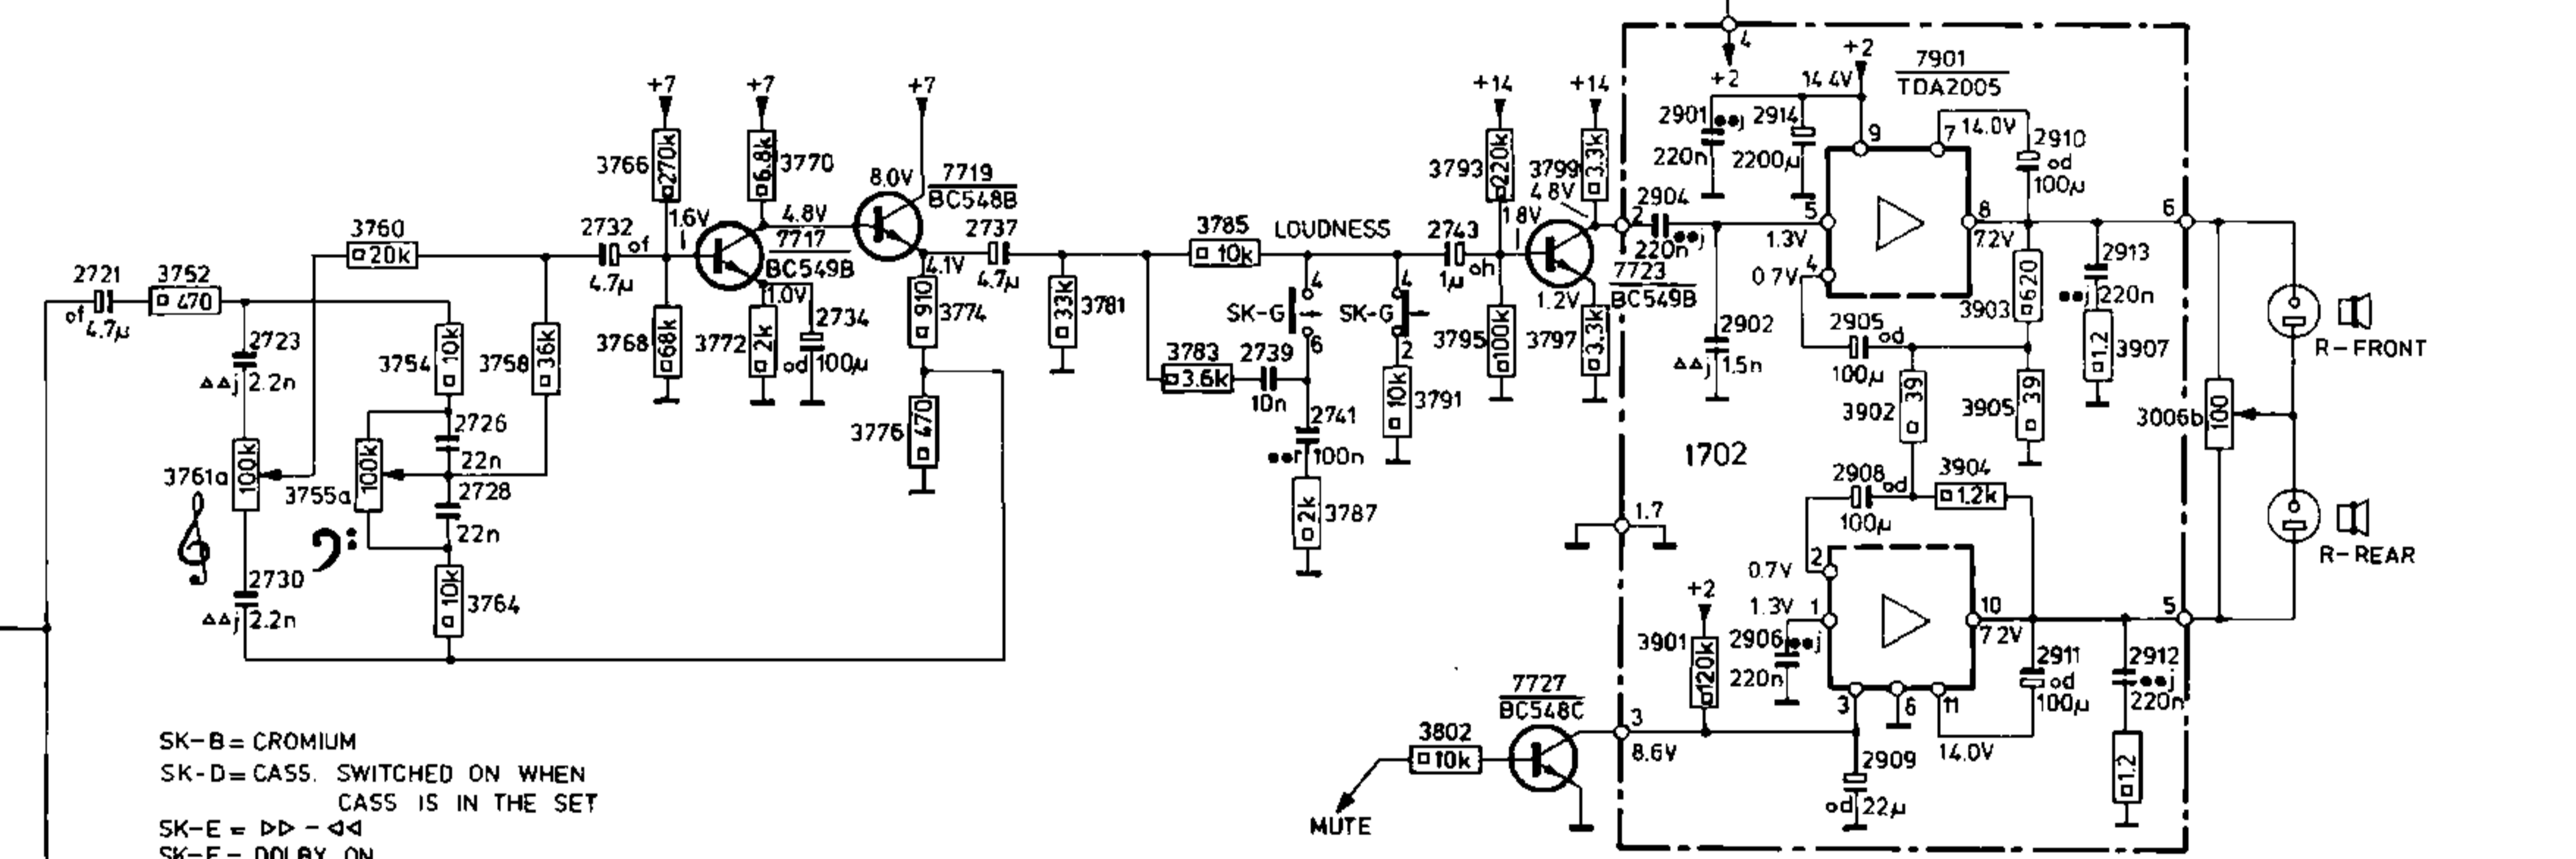 4
+2
+2
14.4V
7901
TDA2005
+7
+7
+7
+14
+14
2901
●●j
220n
2914
2200µ
9
7
14.0V
2910
od
100µ
3766
270k
6.8k
3770
8.0V
7719
BC548B
3793
220k
3799
3.3k
4.8V
2904
2
220n
●●j
5
1.3V
8
7.2V
6
3760
20k
2732
of
4.7µ
1.6V
4.8V
7717
BC549B
2737
4.7µ
4.1V
3785
10k
LOUDNESS
2743
1µ
oh
1.8V
7723
BC549B
1.2V
0.7V
4
620
3903
2913
●●j
220n
2721
of
4.7µ
3752
470
1.0V
910
3774
33k
3781
4
SK-G
6
4
SK-G
2
R-FRONT
2723
△△j
2.2n
3754
10k
3758
36k
3768
68k
3772
2k
2734
od
100µ
3783
3.6k
2739
10n
10k
3791
3795
100k
3797
3.3k
2902
△△j
1.5n
2905
od
100µ
39
3902
39
3905
1.2
3907
3006b
100
2726
22n
3776
470
2741
●●r
100n
1702
3761a
100k
3755a
100k
2728
22n
2k
3787
2908
od
100µ
3904
1.2k
1.7
2730
△△j
2.2n
10k
3764
2
0.7V
1.3V
1
10
7.2V
5
R-REAR
+2
3901
120k
2906
●●j
220n
3
6
11
14.0V
2911
od
100µ
2912
●●j
220n
1.2
7727
BC548C
3
8.6V
3802
10k
2909
od
22µ
MUTE
SK-B= CROMIUM
SK-D= CASS. SWITCHED ON WHEN
CASS IS IN THE SET
SK-E = ▷▷ - ◁◁
SK-F- DOLBY ON